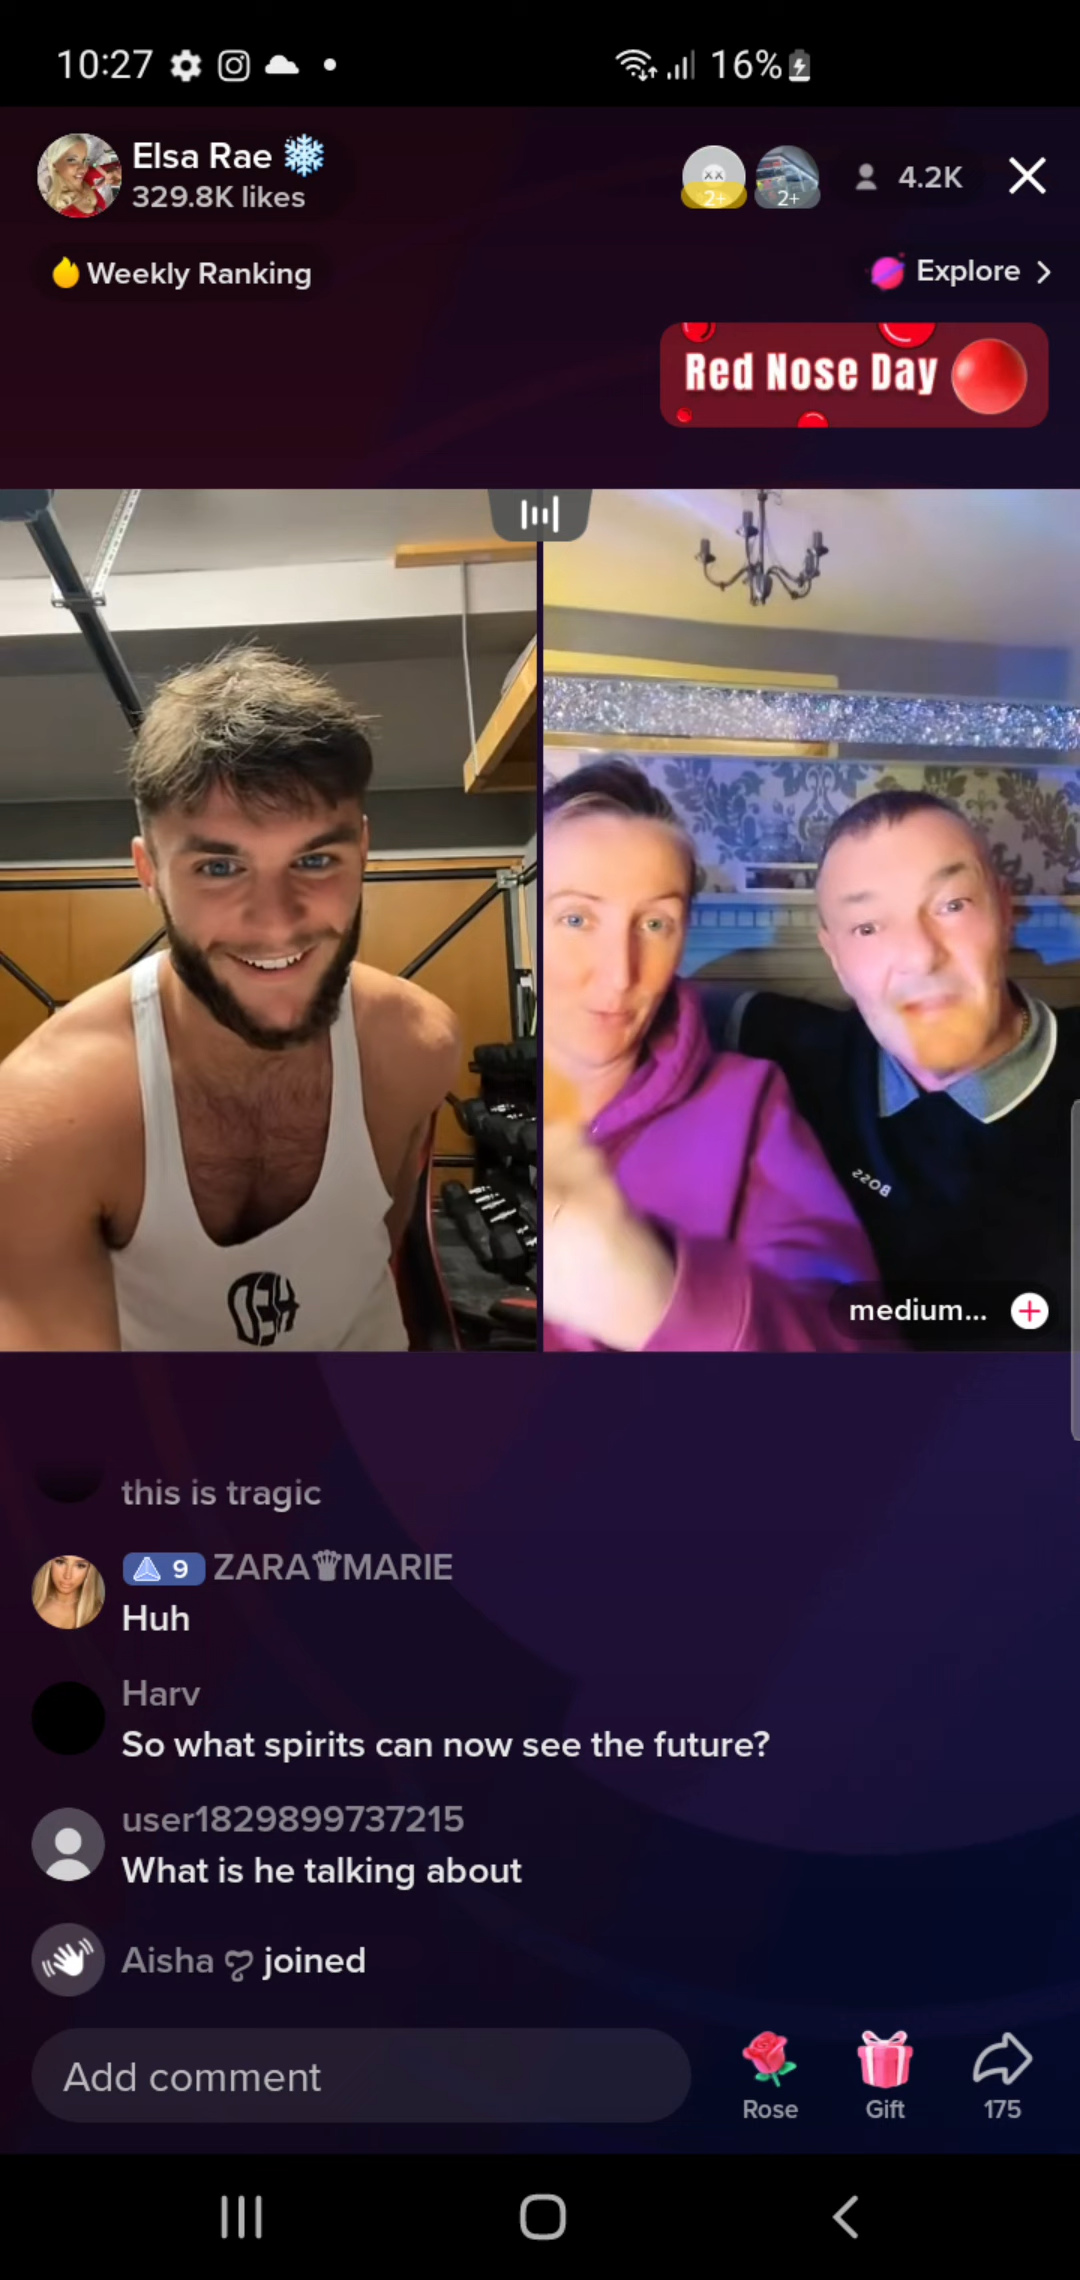 10:27 16%
Elsa Rae ❄️
329.8K likes
2+ 2+ 4.2K
Weekly Ranking
Explore >
Red Nose Day
BOSS
medium...
this is tragic
9 ZARA♛MARIE
Huh
Harv
So what spirits can now see the future?
user1829899737215
What is he talking about
Aisha joined
Add comment
Rose Gift 175